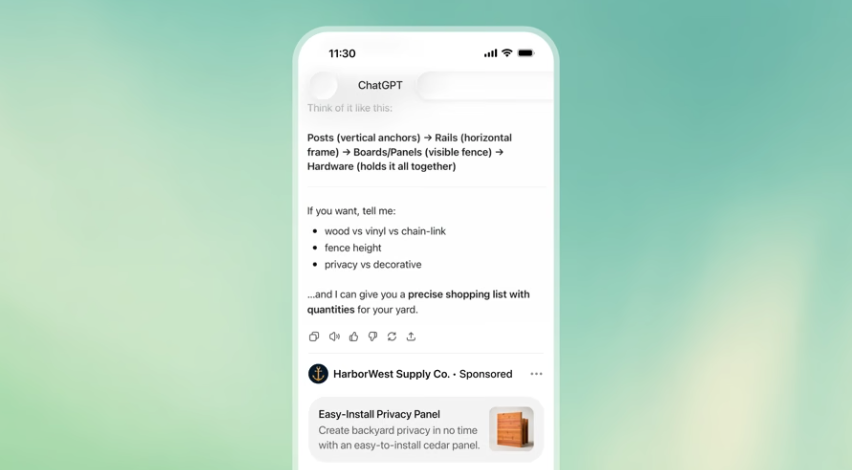 11:30
ChatGPT
Think of it like this:
Posts (vertical anchors) → Rails (horizontal
frame) → Boards/Panels (visible fence) →
Hardware (holds it all together)
If you want, tell me:
• wood vs vinyl vs chain-link
• fence height
• privacy vs decorative
...and I can give you a precise shopping list with
quantities for your yard.
HarborWest Supply Co. • Sponsored
Easy-Install Privacy Panel
Create backyard privacy in no time
with an easy-to-install cedar panel.